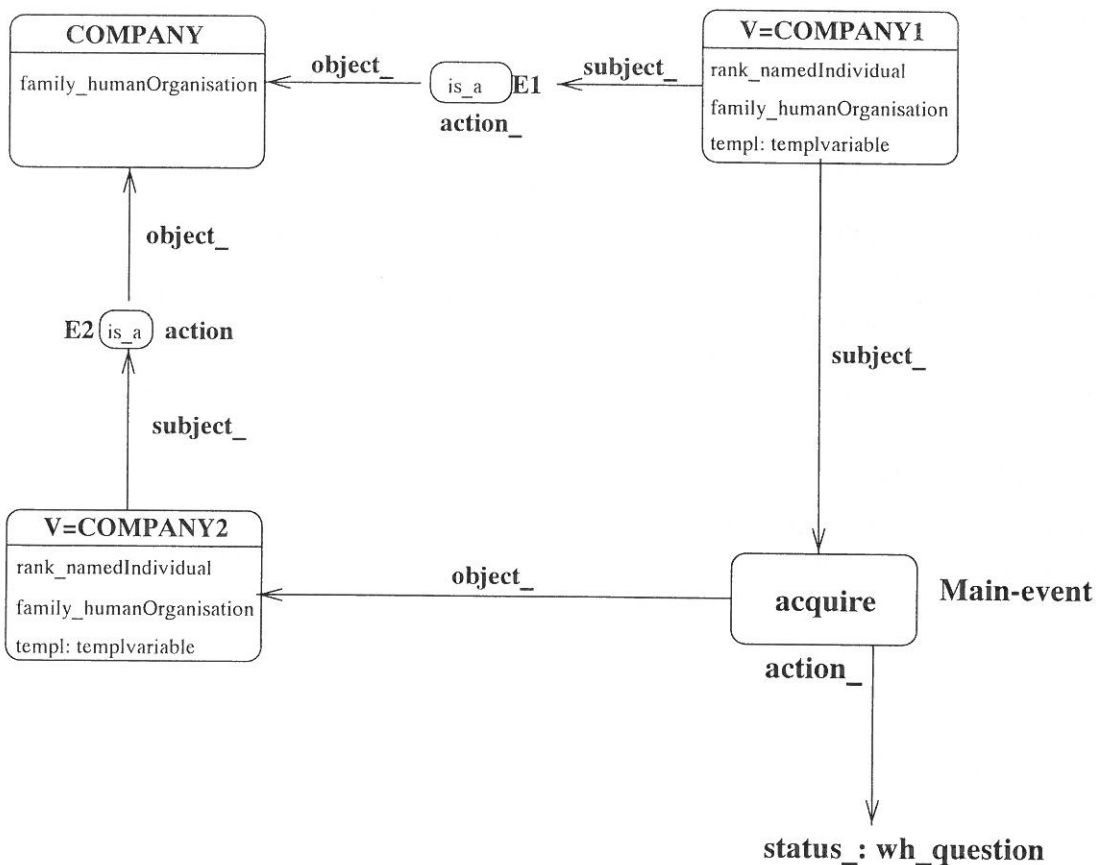 COMPANY
family_humanOrganisation
object_
is_a
E1
action_
subject_
V=COMPANY1
rank_namedIndividual
family_humanOrganisation
templ: templvariable
object_
E2
is_a
action
subject_
subject_
V=COMPANY2
rank_namedIndividual
family_humanOrganisation
templ: templvariable
object_
acquire
Main-event
action_
status_: wh_question